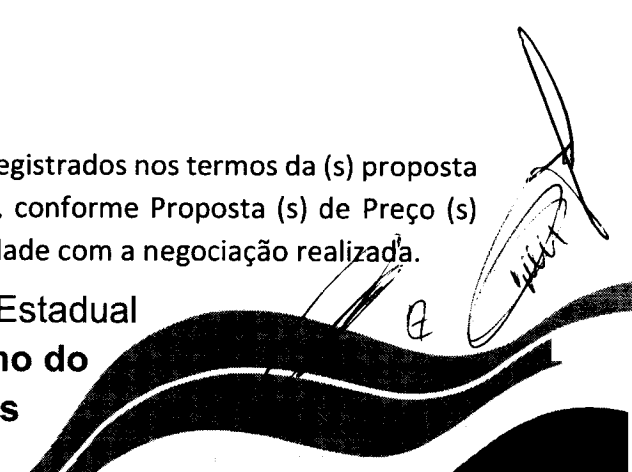 egistrados nos termos da (s) proposta
, conforme Proposta (s) de Preço (s)
dade com a negociação realizada.
Estadual
no do
s